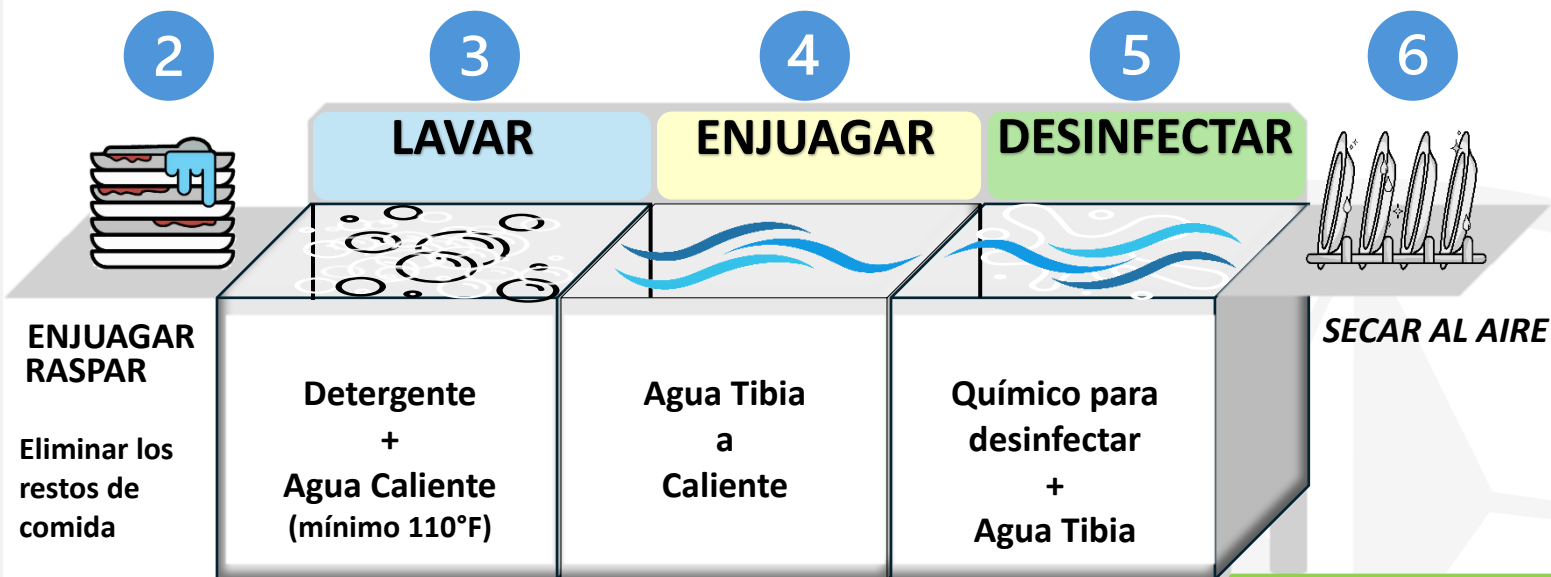 2
3
4
5
6
LAVAR
ENJUAGAR
DESINFECTAR
ENJUAGAR
RASPAR
Eliminar los
restos de
comida
Detergente
+
Agua Caliente
(mínimo 110°F)
Agua Tibia
a
Caliente
Químico para
desinfectar
+
Agua Tibia
SECAR AL AIRE